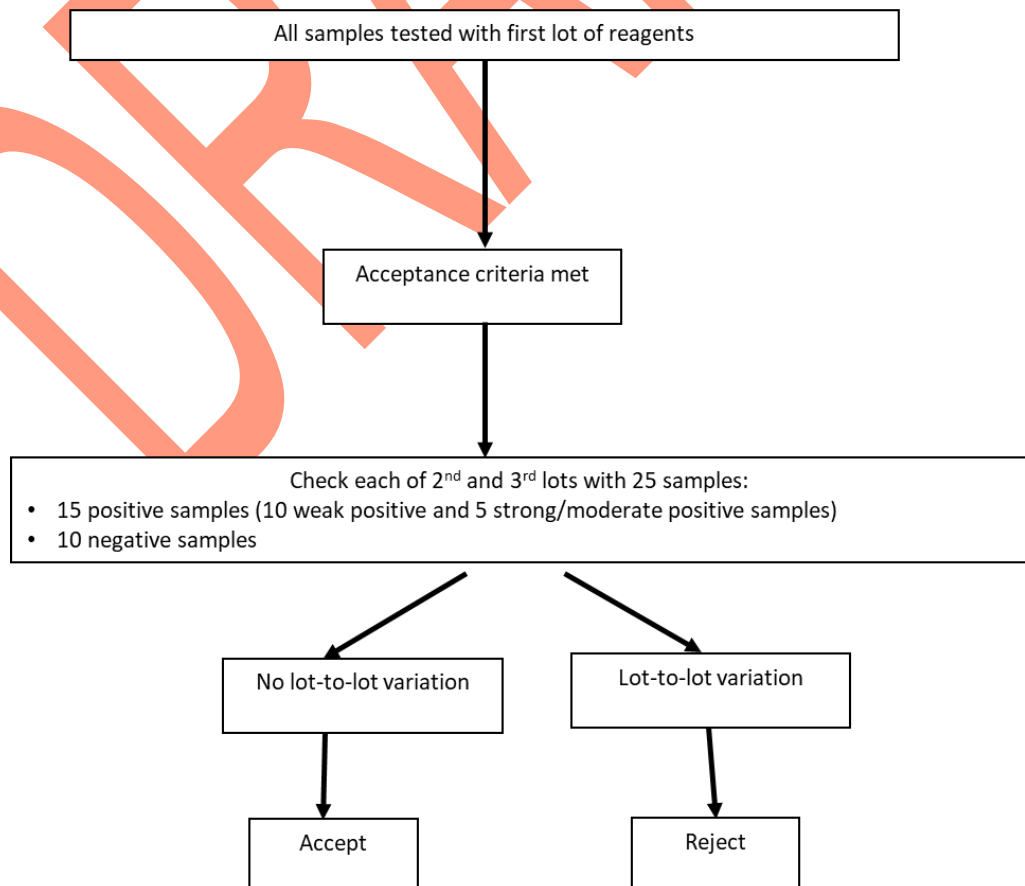 All samples tested with first lot of reagents
Acceptance criteria met
Check each of 2nd and 3rd lots with 25 samples:
• 15 positive samples (10 weak positive and 5 strong/moderate positive samples)
• 10 negative samples
No lot-to-lot variation
Lot-to-lot variation
Accept
Reject